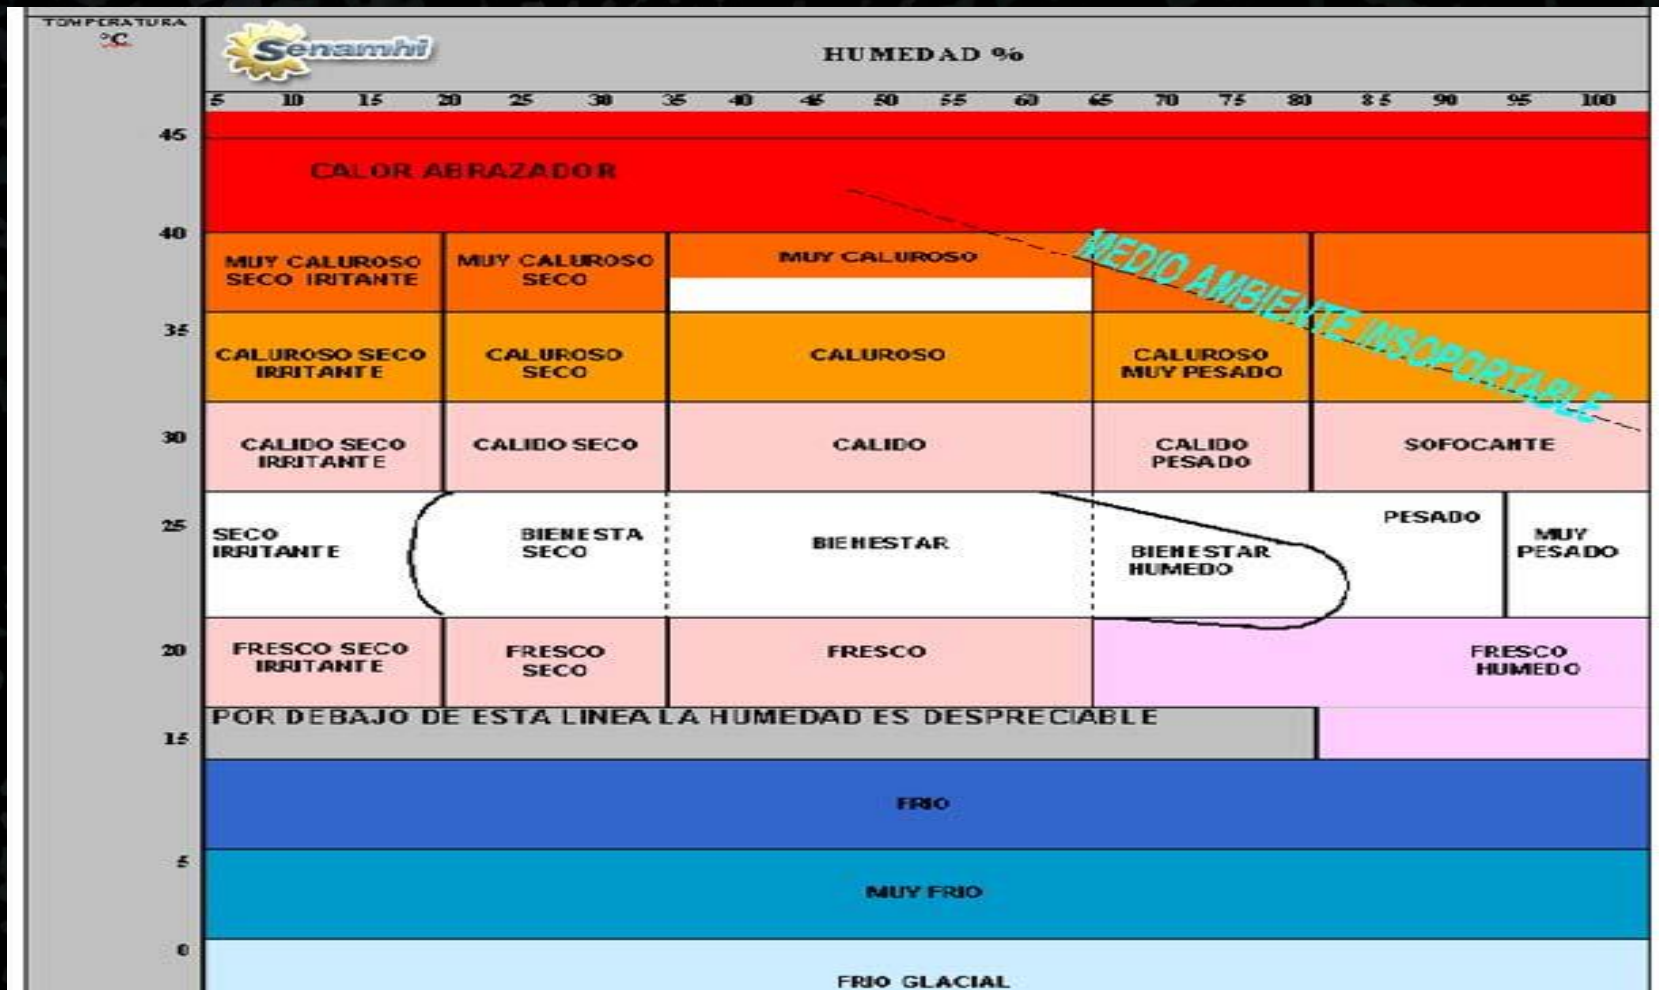 TOMPERATURA
°C
Senamhi
HUMEDAD %
5 10 15 20 25 30 35 40 45 50 55 60 65 70 75 80 85 90 95 100
45
CALOR ABRAZADOR
40
MUY CALUROSO
SECO IRITANTE
MUY CALUROSO
SECO
MUY CALUROSO
MEDIO AMBIENTE INSOPORTABLE
35
CALUROSO SECO
IRRITANTE
CALUROSO
SECO
CALUROSO
CALUROSO
MUY PESADO
30
CALIDO SECO
IRRITANTE
CALIDO SECO
CALIDO
CALIDO
PESADO
SOFOCANTE
25
SECO
IRRITANTE
BIENESTA
SECO
BIENESTAR
BIENESTAR
HUMEDO
PESADO
MUY
PESADO
20
FRESCO SECO
IRRITANTE
FRESCO
SECO
FRESCO
FRESCO
HUMEDO
POR DEBAJO DE ESTA LINEA LA HUMEDAD ES DESPRECIABLE
15
FRIO
5
MUY FRIO
0
FRIO GLACIAL